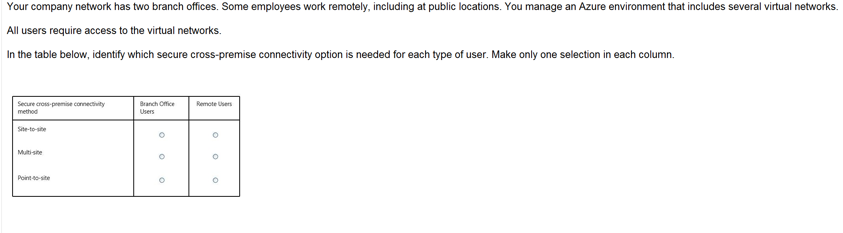 Your company network has two branch offices. Some employees work remotely, including at public locations. You manage an Azure environment that includes several virtual networks.
All users require access to the virtual networks.
In the table below, identify which secure cross-premise connectivity option is needed for each type of user. Make only one selection in each column.
Secure cross-premise connectivity
method
Branch Office
Users
Remote Users
Site-to-site
Multi-site
Point-to-site